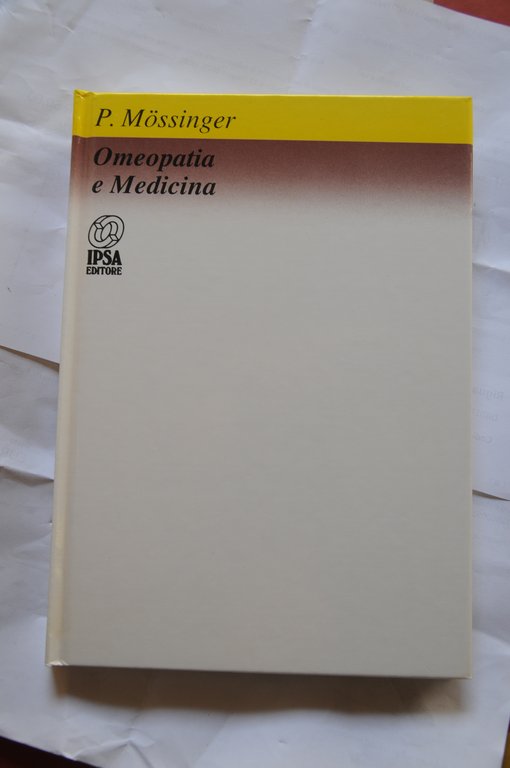 P. Mössinger
Omeopatia
e Medicina
IPSA
EDITORE